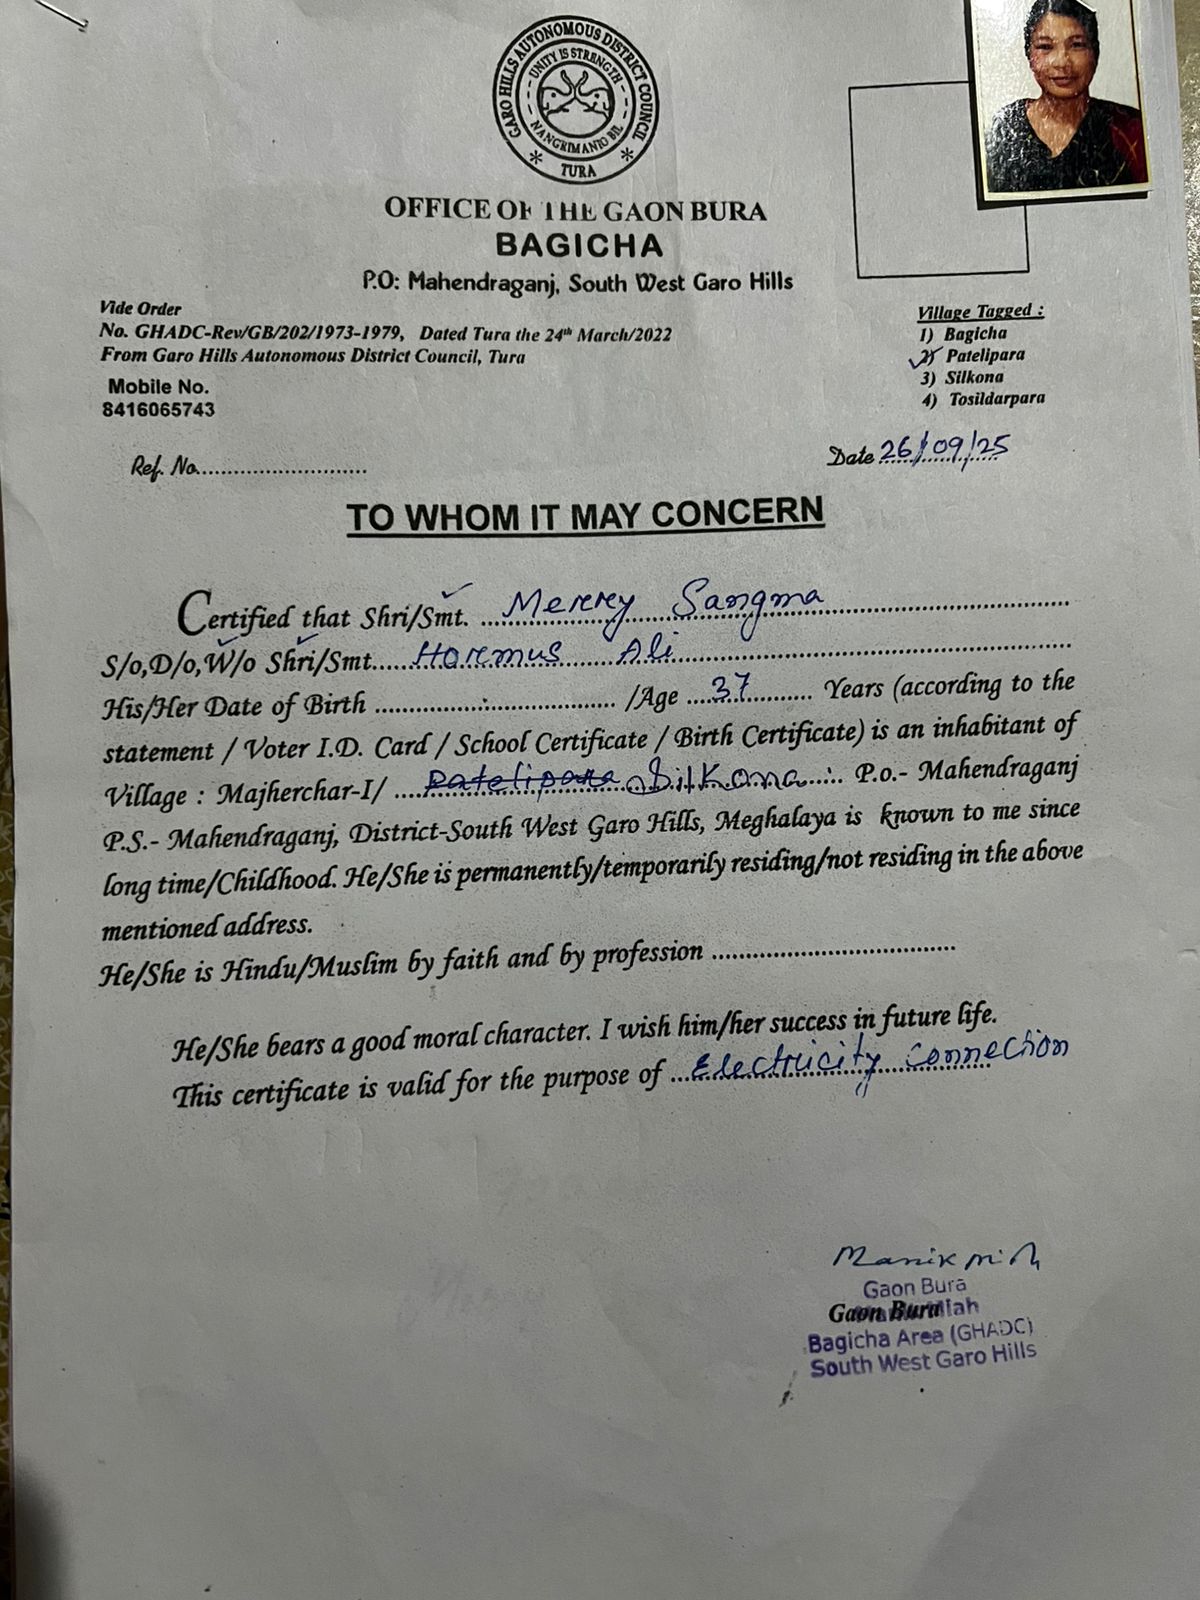 GARO HILLS AUTONOMOUS DISTRICT COUNCIL
UNITY IS STRENGTH
NANGRIMANIO BIL
* TURA *
OFFICE OF THE GAON BURA
BAGICHA
P.O: Mahendraganj, South West Garo Hills
Vide Order
No. GHADC-Rev/GB/202/1973-1979, Dated Tura the 24th March/2022
From Garo Hills Autonomous District Council, Tura
Mobile No.
8416065743
Village Tagged :
1) Bagicha
2) Patelipara
3) Silkona
4) Tosildarpara
Ref. No..............................
Date 26/09/25
TO WHOM IT MAY CONCERN
Certified that Shri/Smt. Merrey Sangma
S/o,D/o,W/o Shri/Smt. Horemus Ali
His/Her Date of Birth .............................. /Age 37 Years (according to the
statement / Voter I.D. Card / School Certificate / Birth Certificate) is an inhabitant of
Village : Majherchar-I/ Patelipara Silkona P.o.- Mahendraganj
P.S.- Mahendraganj, District-South West Garo Hills, Meghalaya is known to me since
long time/Childhood. He/She is permanently/temporarily residing/not residing in the above
mentioned address.
He/She is Hindu/Muslim by faith and by profession ..............................
He/She bears a good moral character. I wish him/her success in future life.
This certificate is valid for the purpose of Electricity Connection
Manik
Gaon Bura
Gaon Bura Miah
Bagicha Area (GHADC)
South West Garo Hills